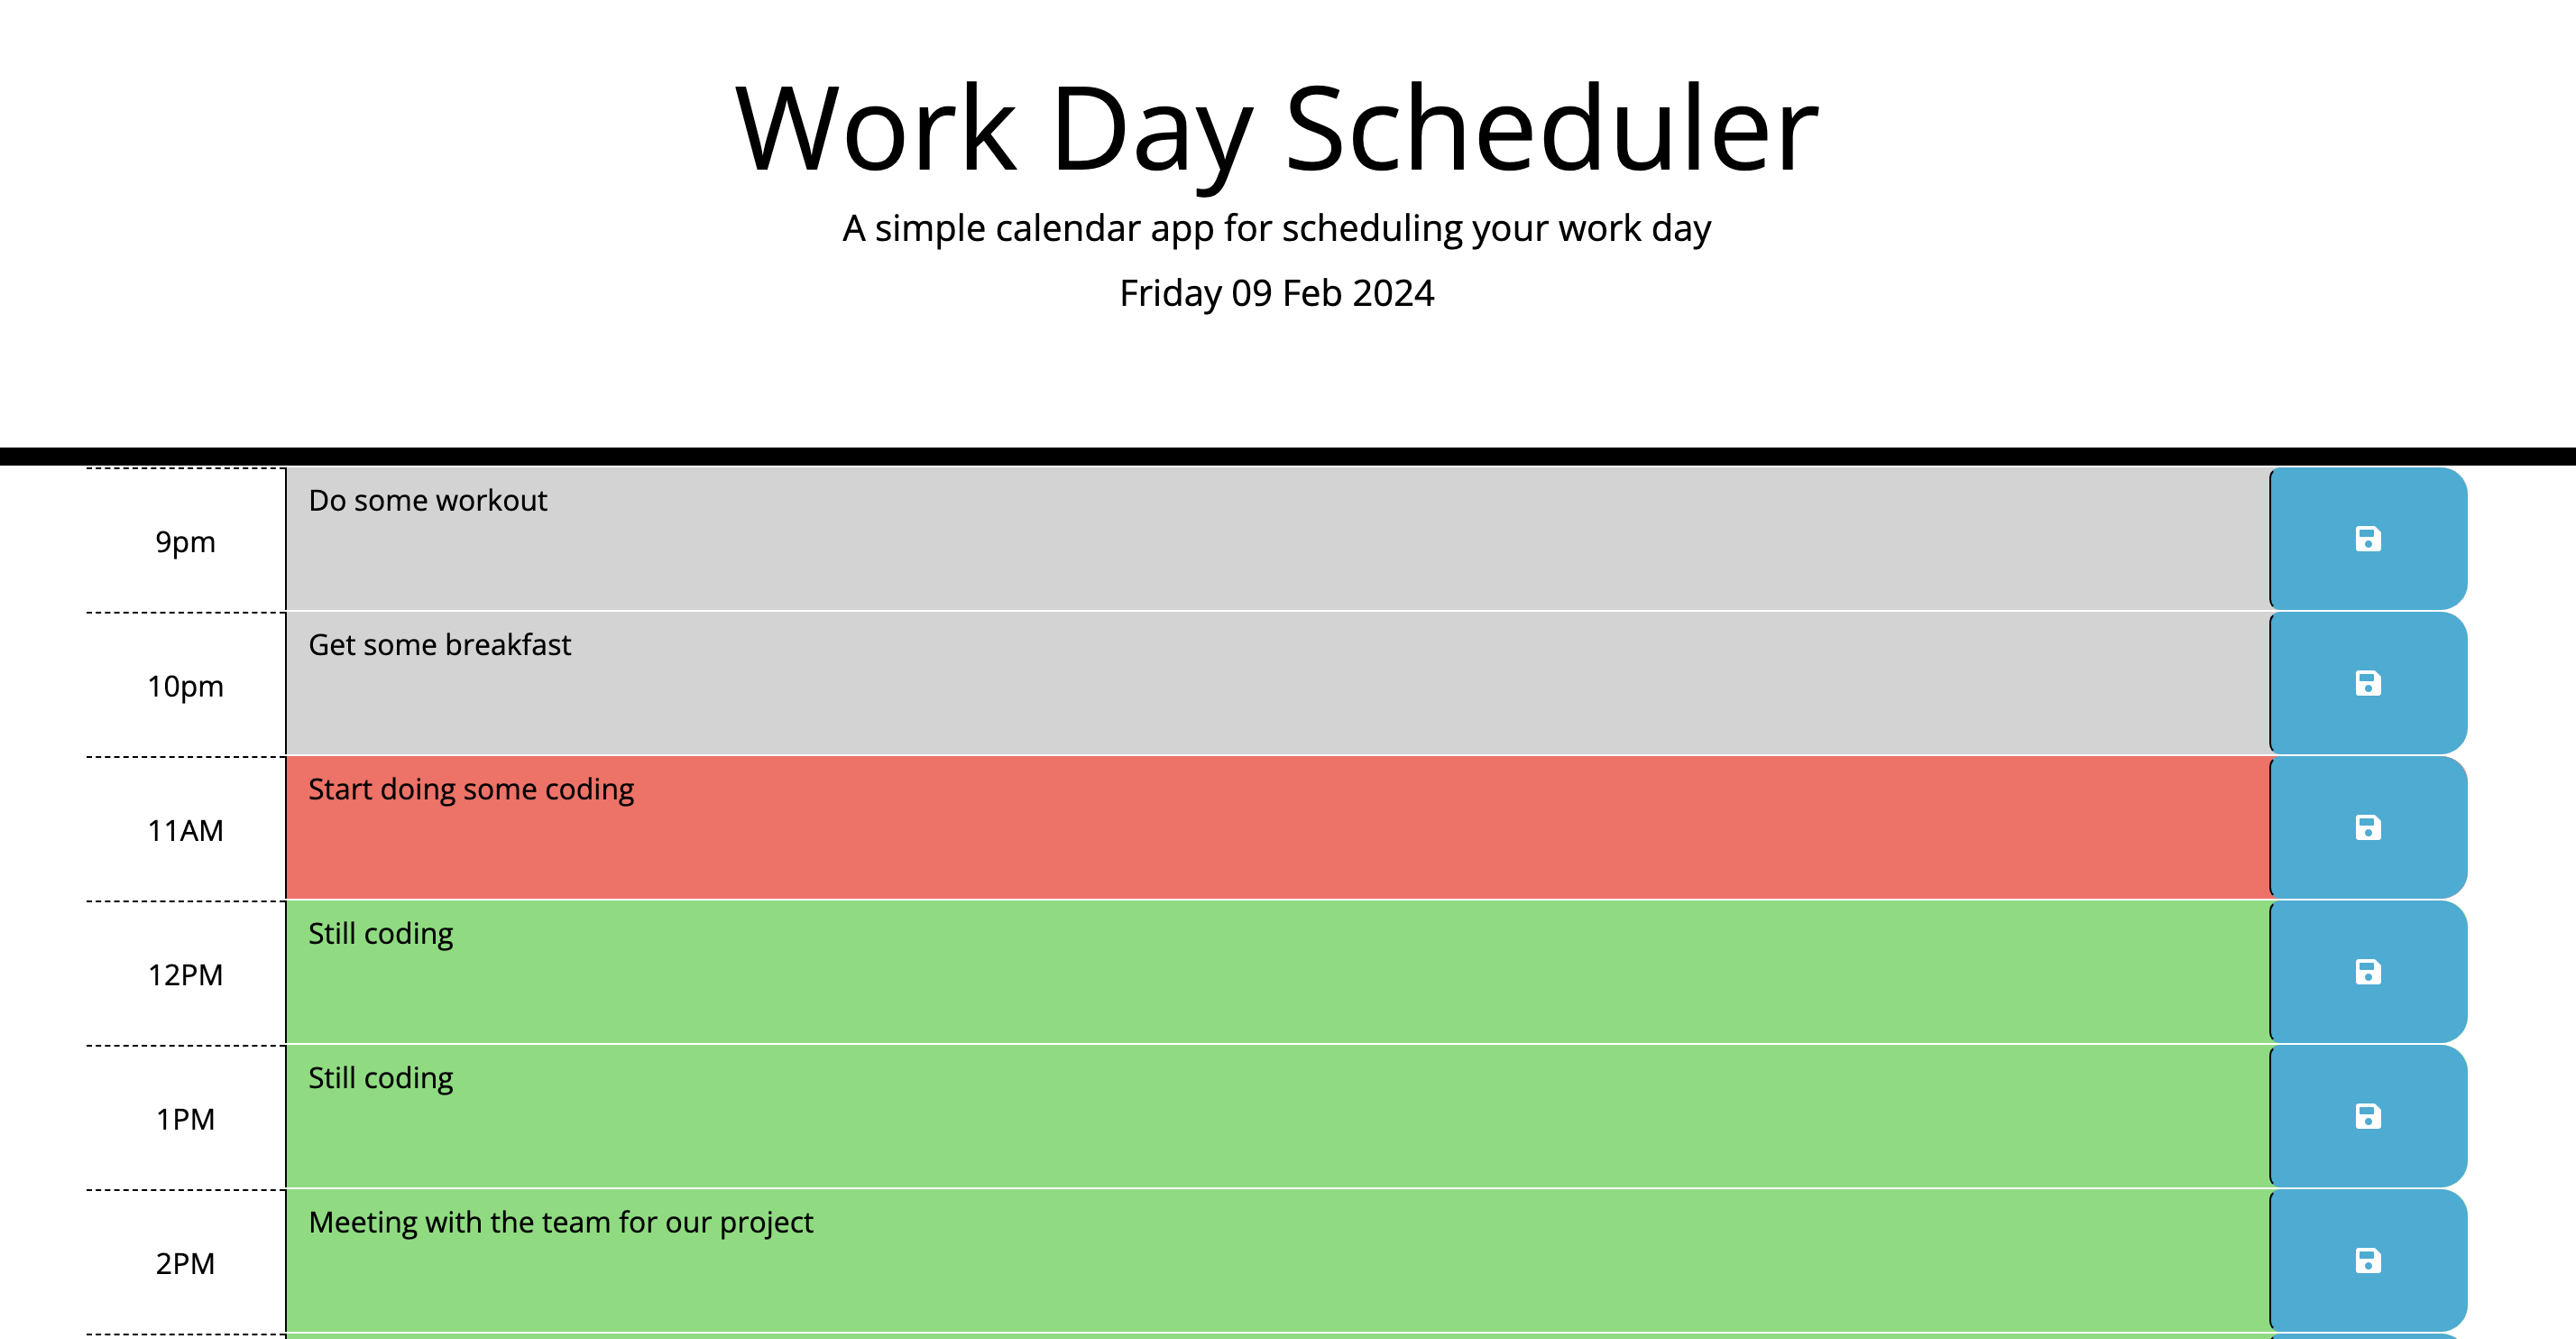 Work Day Scheduler
A simple calendar app for scheduling your work day
Friday 09 Feb 2024
9pm
Do some workout
10pm
Get some breakfast
11AM
Start doing some coding
12PM
Still coding
1PM
Still coding
2PM
Meeting with the team for our project